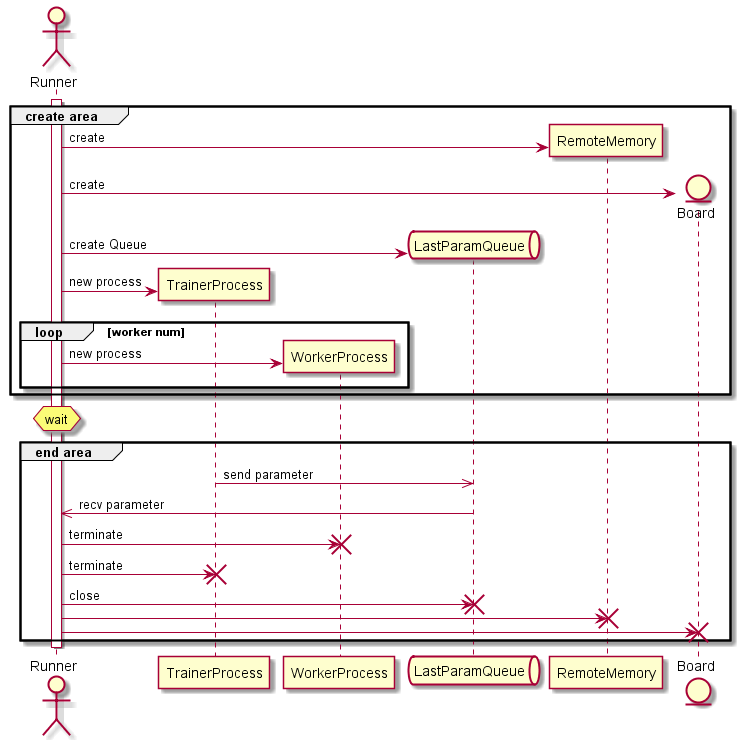 Runner
create area
create
RemoteMemory
create
Board
create Queue
LastParamQueue
new process
TrainerProcess
loop [worker num]
new process
WorkerProcess
wait
end area
send parameter
recv parameter
terminate
terminate
close
Runner
TrainerProcess
WorkerProcess
LastParamQueue
RemoteMemory
Board